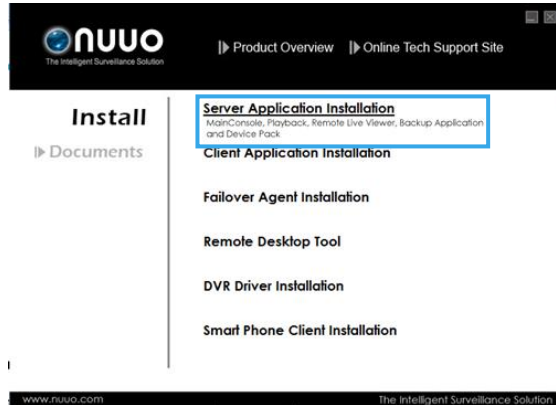 nuuo
The Intelligent Surveillance Solution
Product Overview
Online Tech Support Site
Install
Documents
Server Application Installation
MainConsole, Playback, Remote Live Viewer, Backup Application
and Device Pack
Client Application Installation
Failover Agent Installation
Remote Desktop Tool
DVR Driver Installation
Smart Phone Client Installation
www.nuuo.com
The Intelligent Surveillance Solution